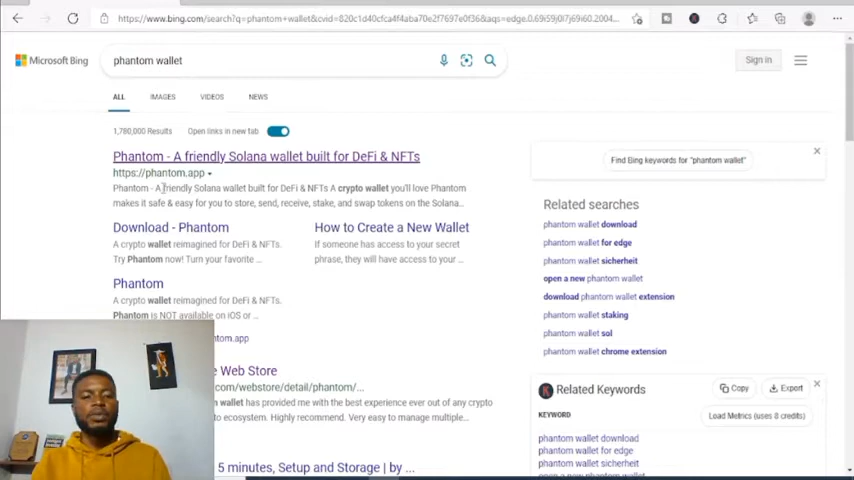 https://www.bing.com/search?q=phantom+wallet&cvid=820c1d40cfca4f4aba70e2f7697e3616&aqs=edge.0.69i59j0l7j69i60.2004...
Microsoft Bing
phantom wallet
Sign in
ALL
IMAGES
VIDEOS
NEWS
1,780,000 Results
Open links in new tab
Phantom - A friendly Solana wallet built for DeFi & NFTs
https://phantom.app
Phantom - A friendly Solana wallet built for DeFi & NFTs A crypto wallet you'll love Phantom
makes it safe & easy for you to store, send, receive, stake, and swap tokens on the Solana...
Download - Phantom
A crypto wallet reimagined for DeFi & NFTs.
Try Phantom now! Turn your favorite ...
How to Create a New Wallet
If someone has access to your secret
phrase, they will have access to your ...
Phantom
A crypto wallet reimagined for DeFi & NFTs.
Phantom is NOT available on iOS or ...
tom.app
e Web Store
com/webstore/detail/phantom/...
m wallet has provided me with the best experience ever out of any crypto
to ecosystem. Highly recommend. Very easy to manage multiple...
5 minutes, Setup and Storage | by ...
Find Bing keywords for "phantom wallet"
Related searches
phantom wallet download
phantom wallet for edge
phantom wallet sicherheit
open a new phantom wallet
download phantom wallet extension
phantom wallet staking
phantom wallet sol
phantom wallet chrome extension
Related Keywords
Copy
Export
KEYWORD
Load Metrics (uses 8 credits)
phantom wallet download
phantom wallet for edge
phantom wallet sicherheit
open a new phantom wallet